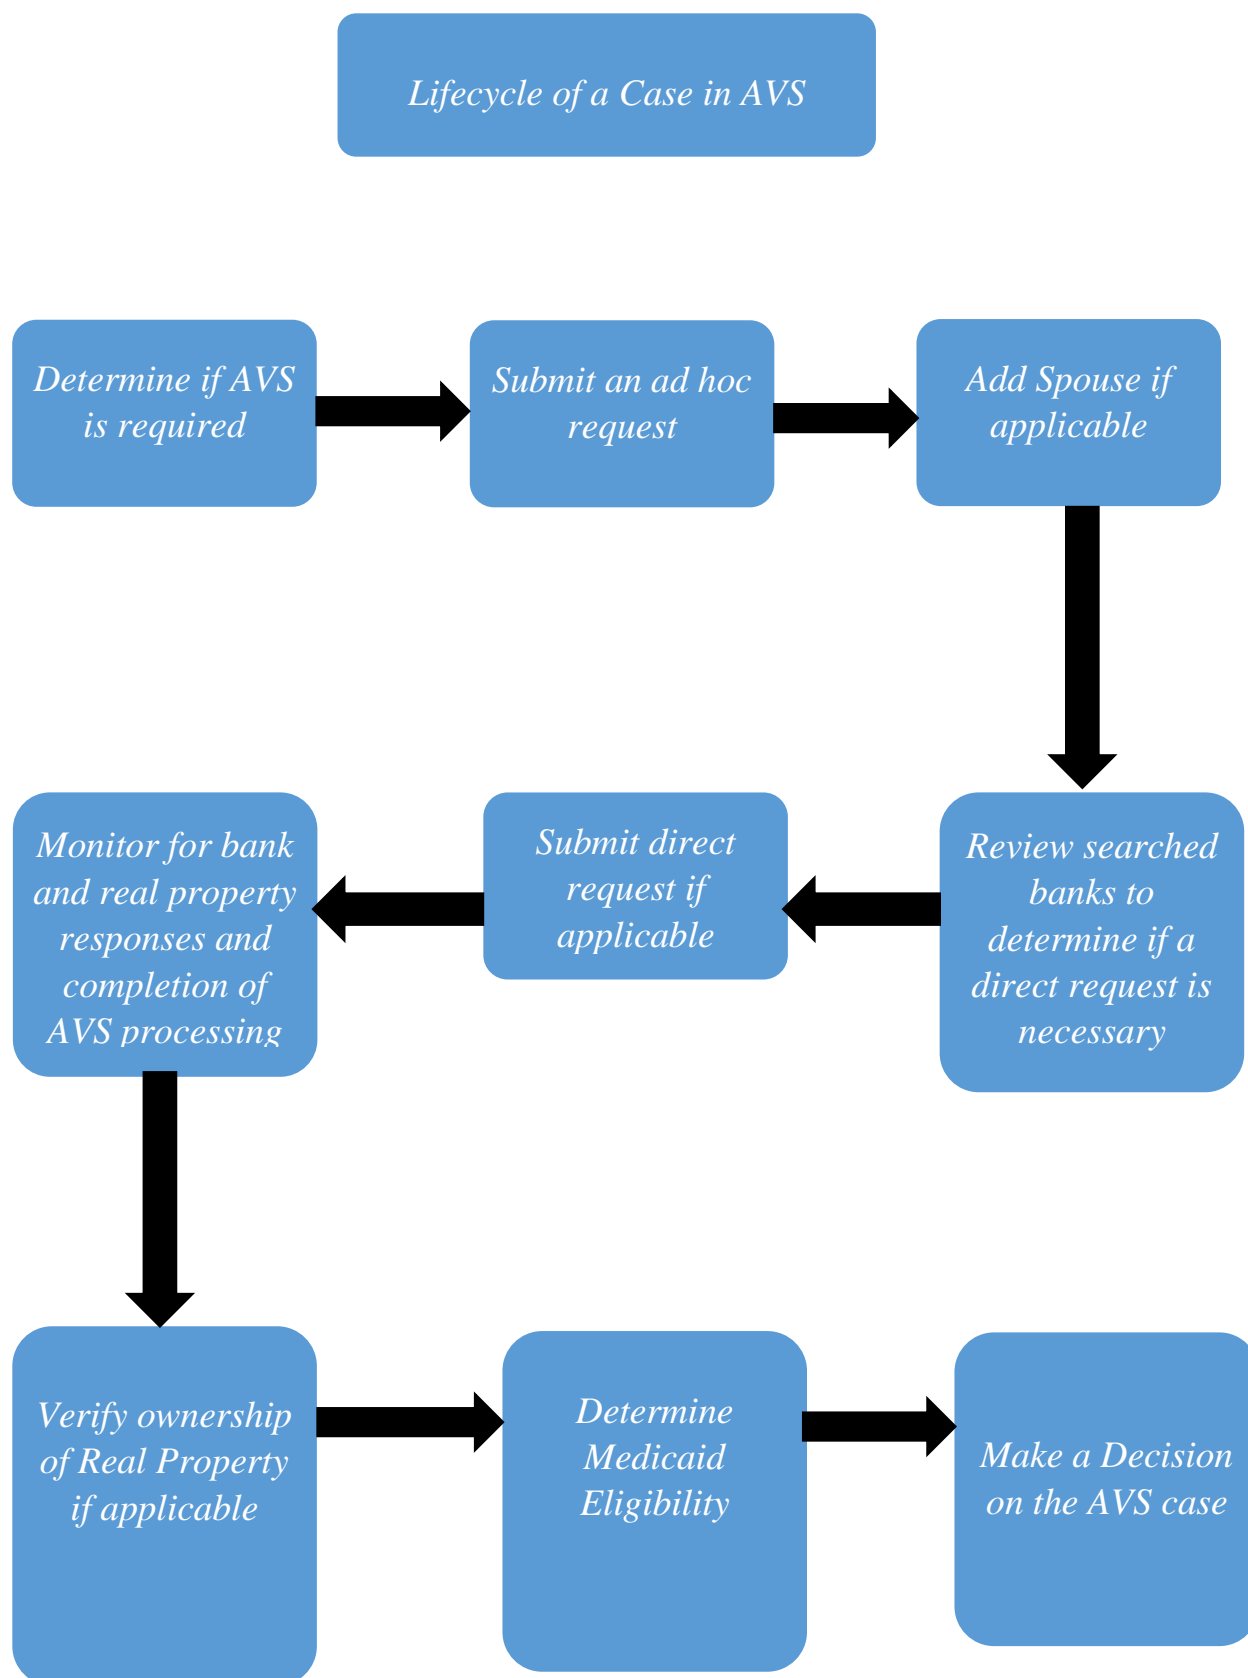 Lifecycle of a Case in AVS
Determine if AVS
is required
Submit an ad hoc
request
Add Spouse if
applicable
Review searched
banks to
determine if a
direct request is
necessary
Submit direct
request if
applicable
Monitor for bank
and real property
responses and
completion of
AVS processing
Verify ownership
of Real Property
if applicable
Determine
Medicaid
Eligibility
Make a Decision
on the AVS case